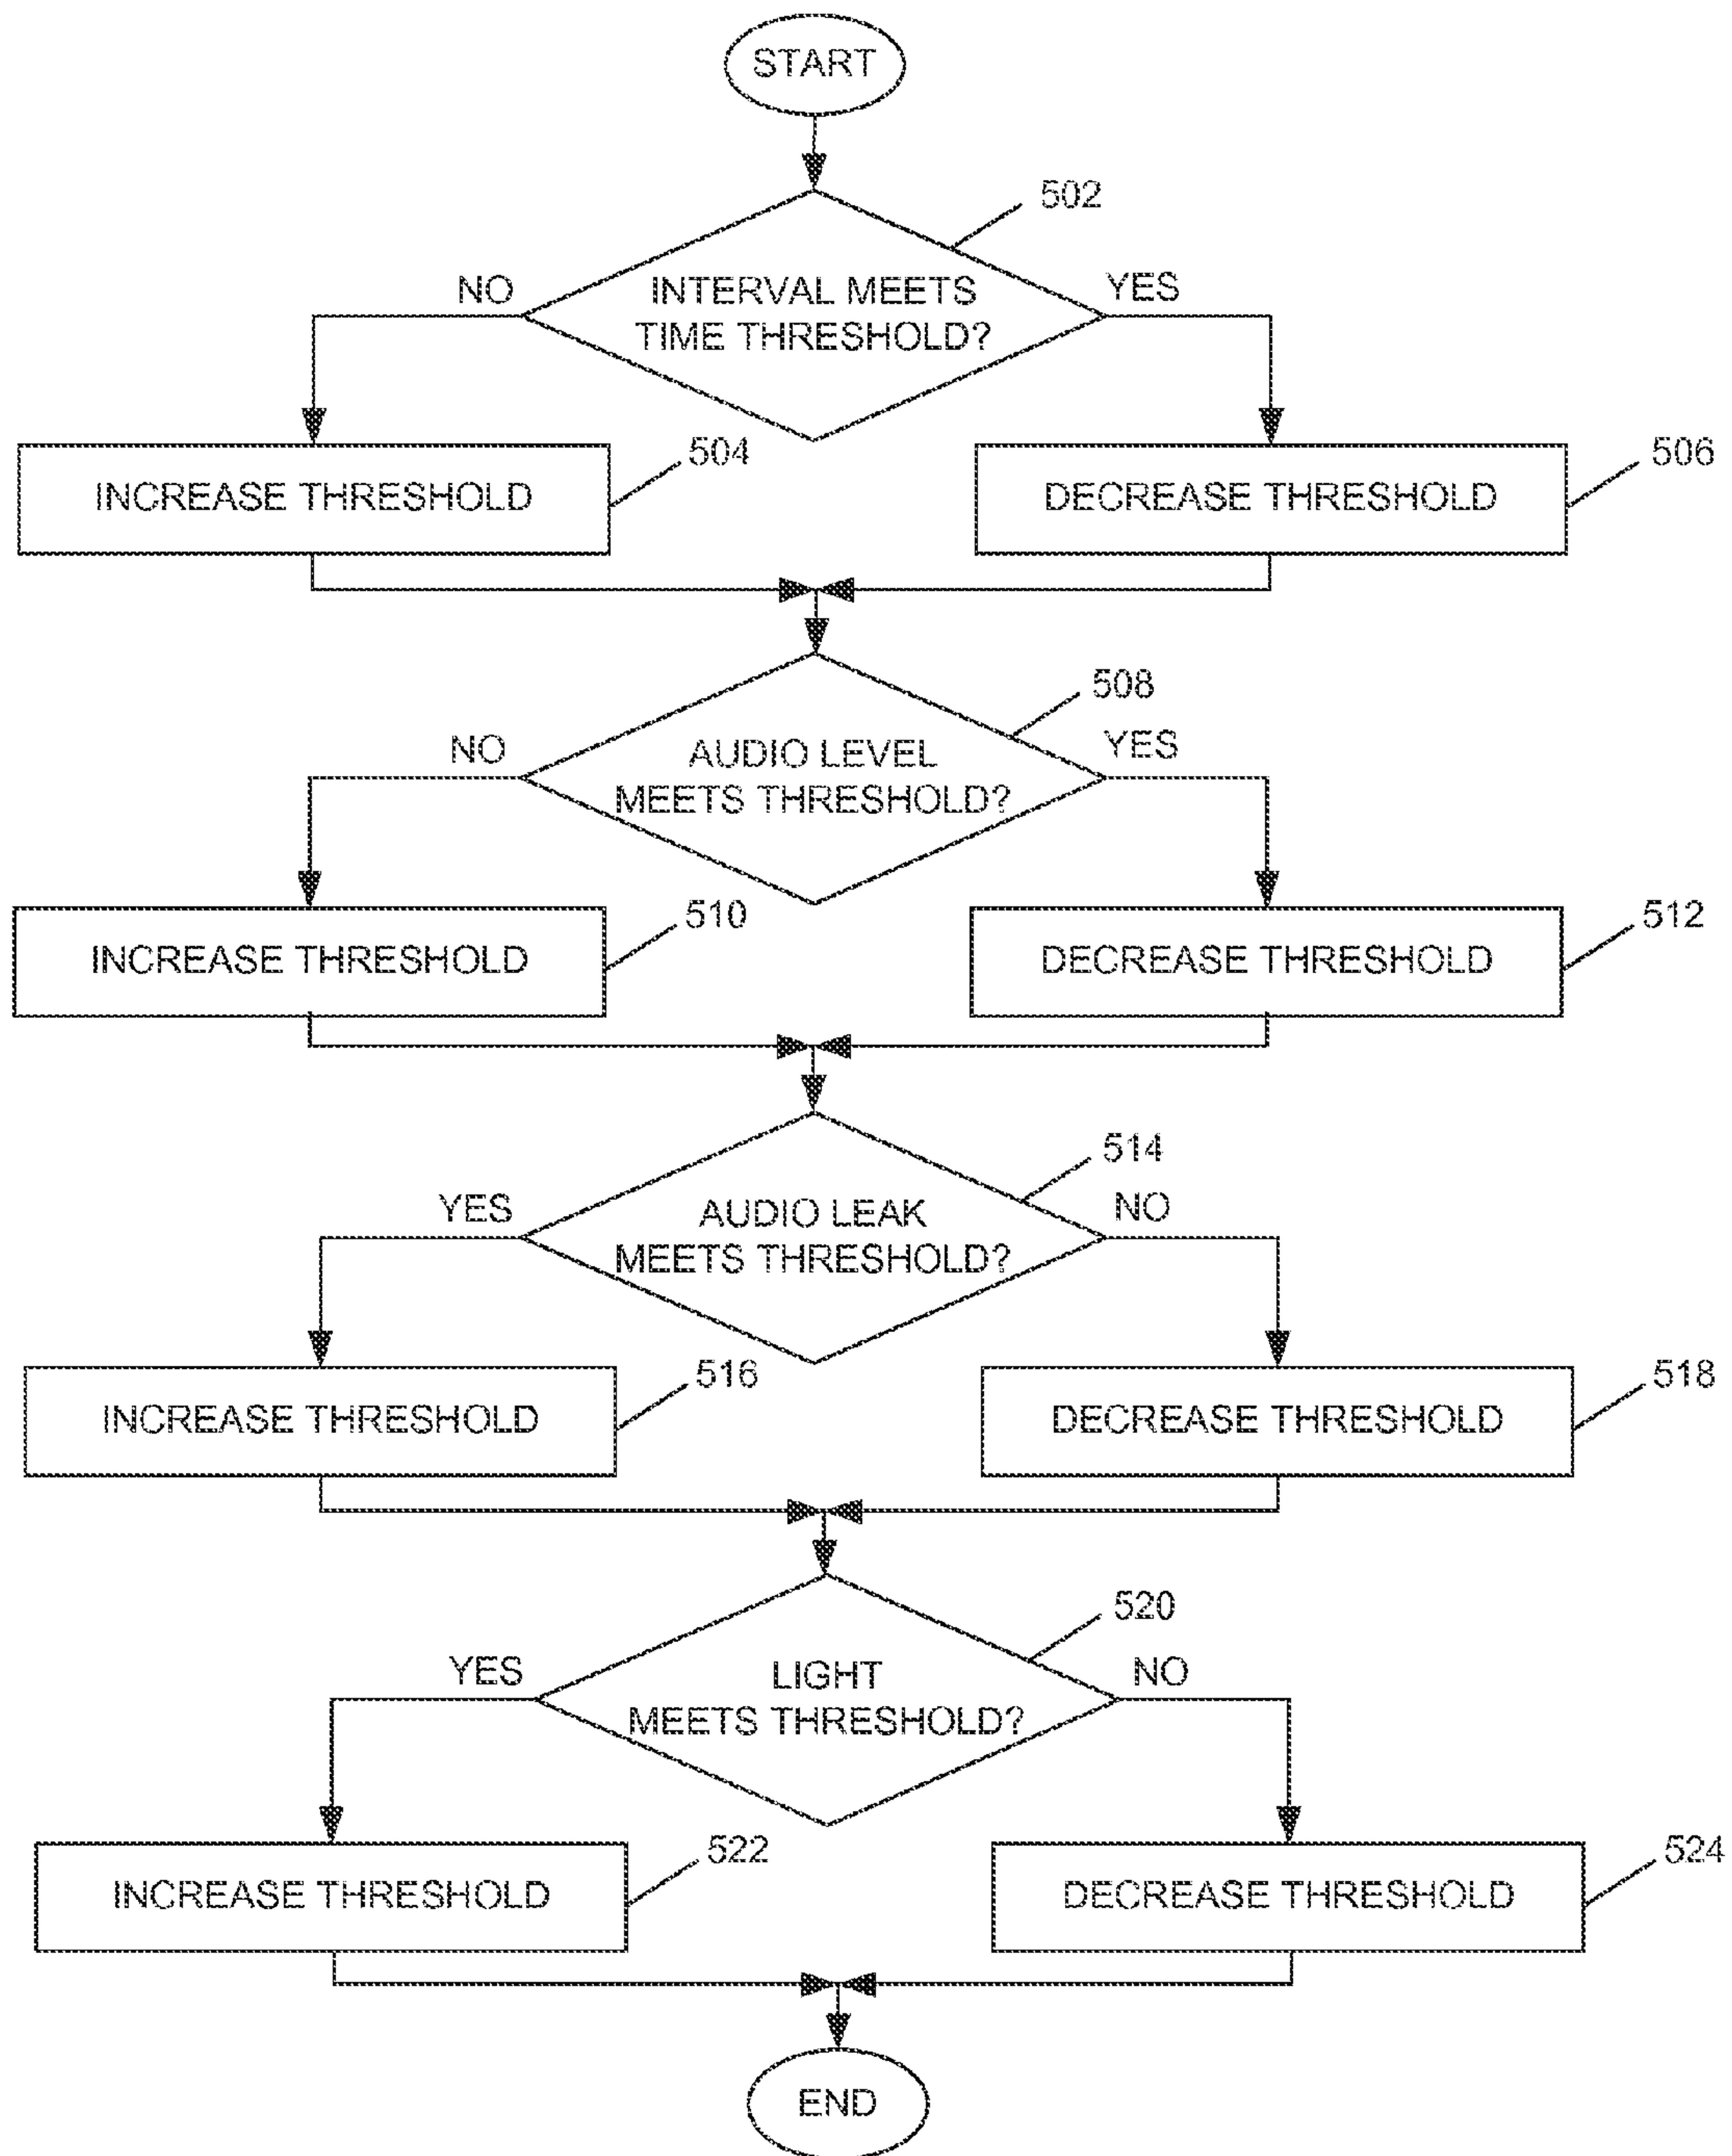 START
502
NO
INTERVAL MEETS
TIME THRESHOLD?
YES
504
INCREASE THRESHOLD
506
DECREASE THRESHOLD
508
NO
AUDIO LEVEL
MEETS THRESHOLD?
YES
510
INCREASE THRESHOLD
512
DECREASE THRESHOLD
514
YES
AUDIO LEAK
MEETS THRESHOLD?
NO
516
INCREASE THRESHOLD
518
DECREASE THRESHOLD
520
YES
LIGHT
MEETS THRESHOLD?
NO
522
INCREASE THRESHOLD
524
DECREASE THRESHOLD
END